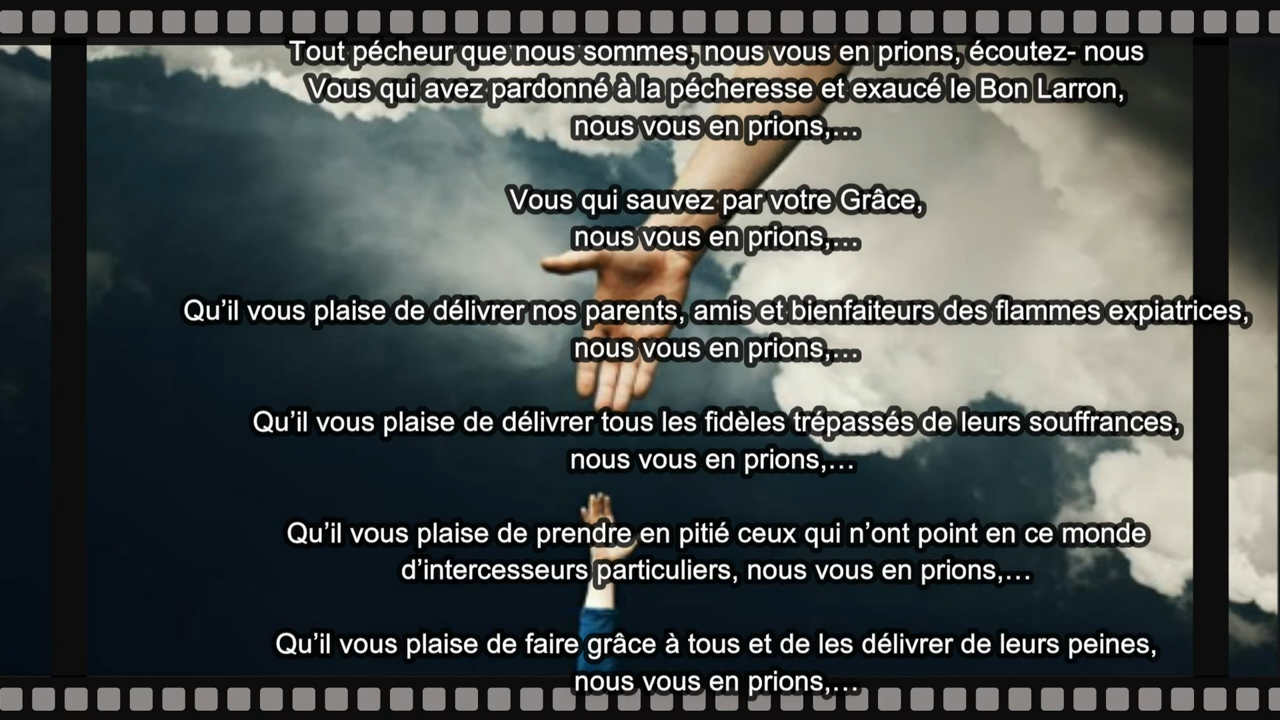 Tout pécheur que nous sommes, nous vous en prions, écoutez- nous
Vous qui avez pardonné à la pécheresse et exaucé le Bon Larron,
nous vous en prions,…
Vous qui sauvez par votre Grâce,
nous vous en prions,…
Qu’il vous plaise de délivrer nos parents, amis et bienfaiteurs des flammes expiatrices,
nous vous en prions,…
Qu’il vous plaise de délivrer tous les fidèles trépassés de leurs souffrances,
nous vous en prions,…
Qu’il vous plaise de prendre en pitié ceux qui n’ont point en ce monde
d’intercesseurs particuliers, nous vous en prions,…
Qu’il vous plaise de faire grâce à tous et de les délivrer de leurs peines,
nous vous en prions,…